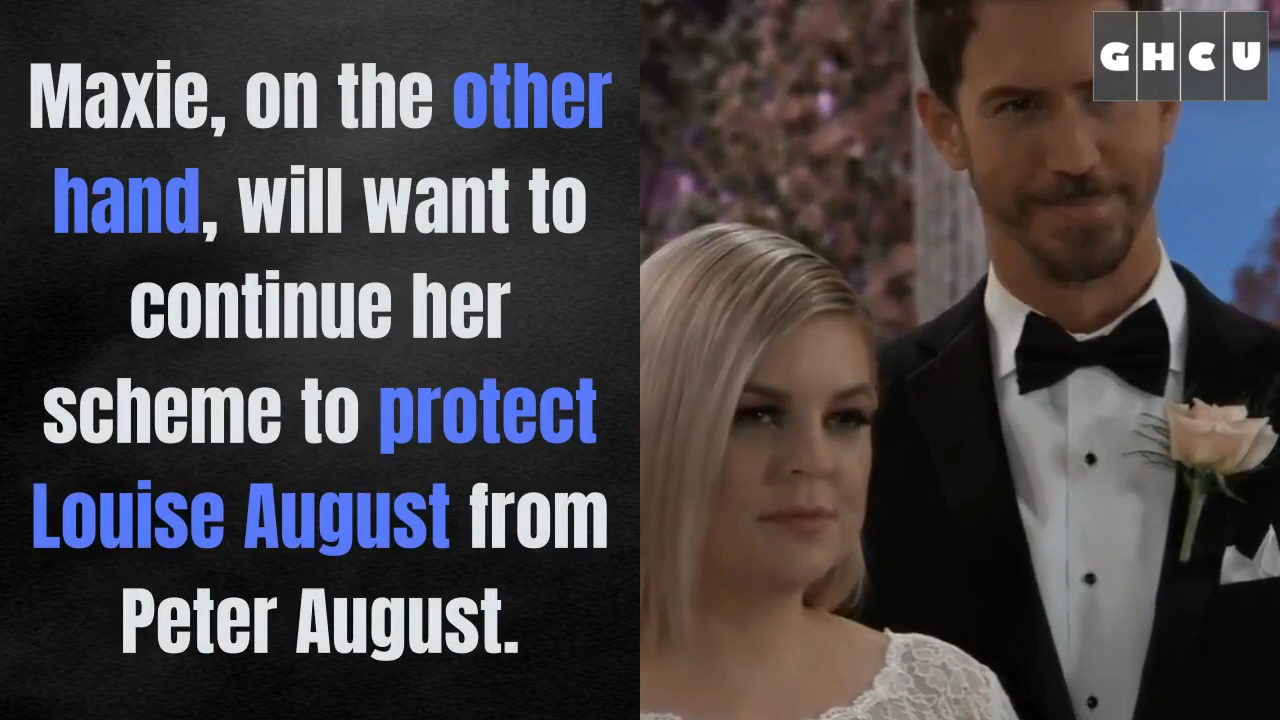 Maxie, on the other
hand, will want to
continue her
scheme to protect
Louise August from
Peter August.
GHCU